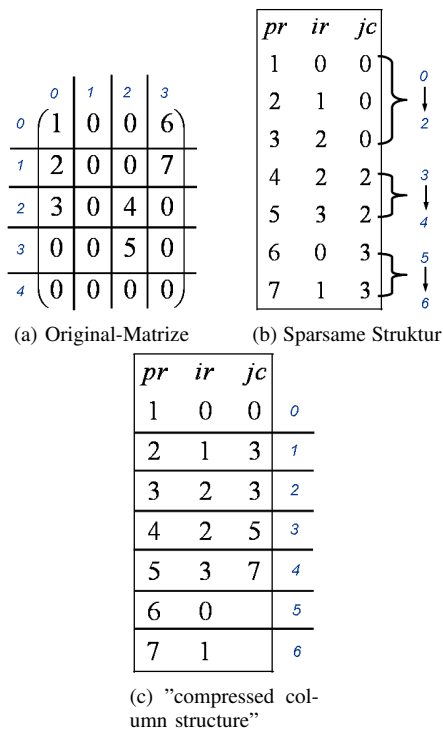 0 1 2 3
0 1 0 0 6
1 2 0 0 7
2 3 0 4 0
3 0 0 5 0
4 0 0 0 0
(a) Original-Matrize
pr ir jc
1 0 0
2 1 0
3 2 0
4 2 2
5 3 2
6 0 3
7 1 3
0
2
3
4
5
6
(b) Sparsame Struktur
pr ir jc
1 0 0 0
2 1 3 1
3 2 3 2
4 2 5 3
5 3 7 4
6 0 5
7 1 6
(c) ”compressed col-
umn structure”